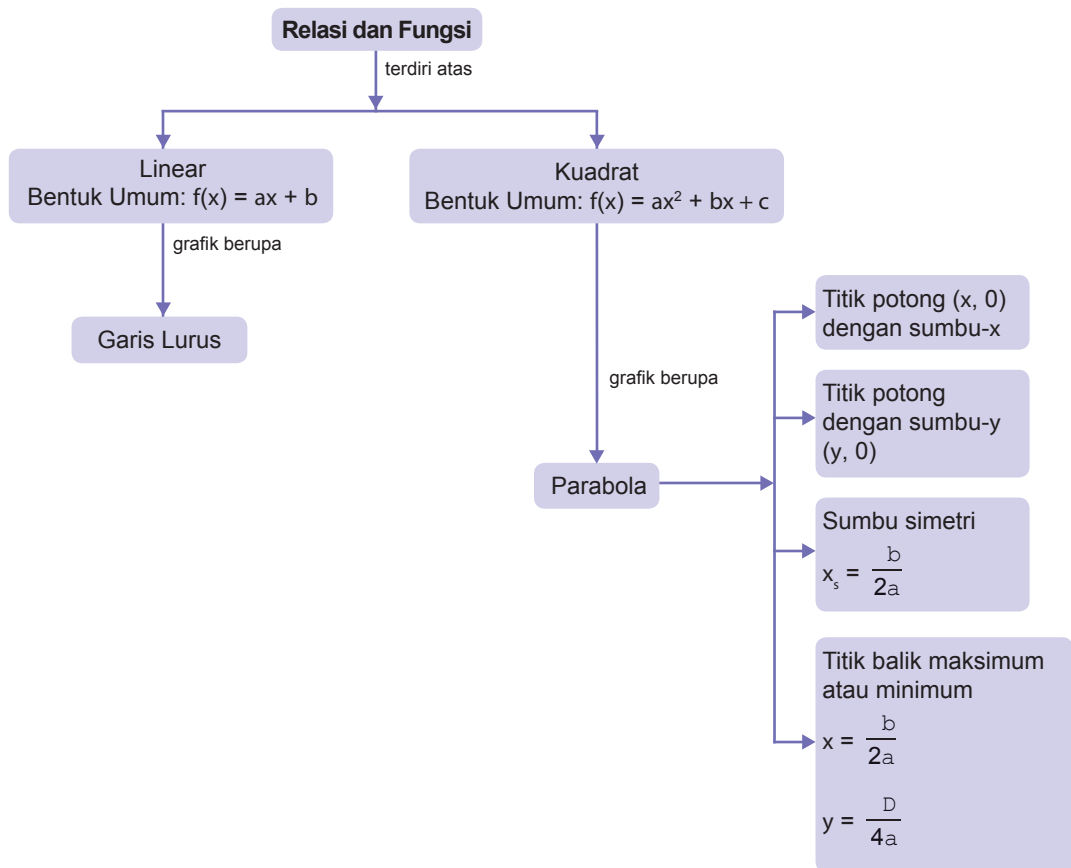 Relasi dan Fungsi
terdiri atas
Linear
Bentuk Umum: f(x) = ax + b
Kuadrat
Bentuk Umum: f(x) = ax² + bx + c
grafik berupa
Garis Lurus
grafik berupa
Parabola
Titik potong (x, 0)
dengan sumbu-x
Titik potong
dengan sumbu-y
(y, 0)
Sumbu simetri
xₛ = b/2a
Titik balik maksimum
atau minimum
x = b/2a
y = D/4a